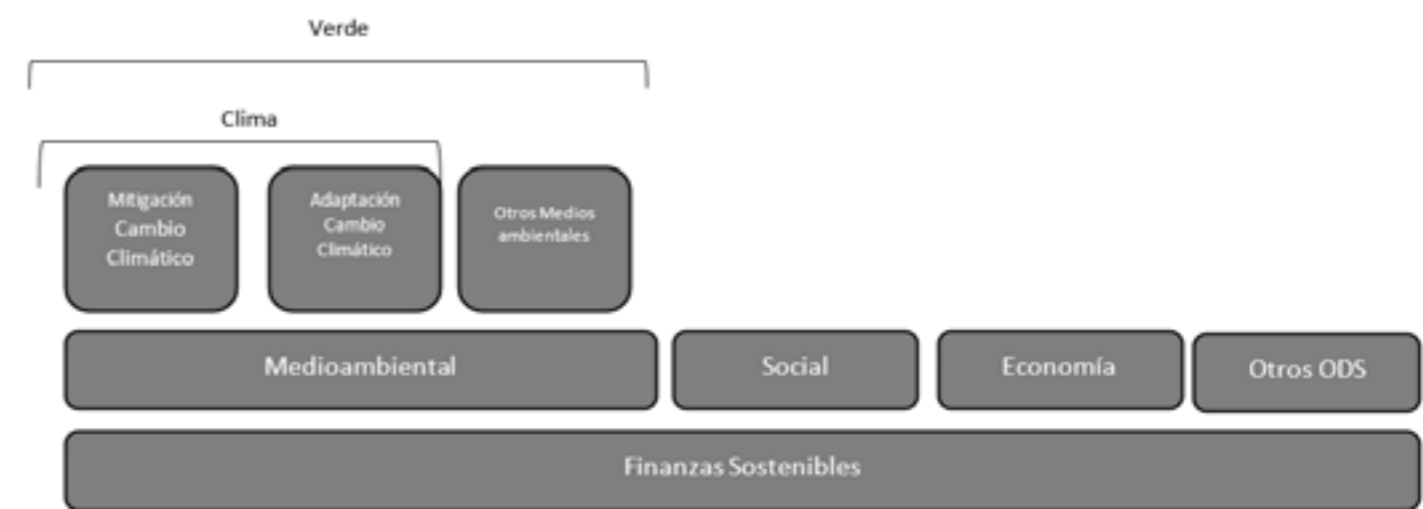 Verde
Clima
Mitigación
Cambio
Climático
Adaptación
Cambio
Climático
Otros Medios
ambientales
Medioambiental
Social
Economía
Otros ODS
Finanzas Sostenibles